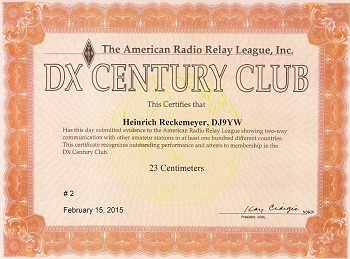 The American Radio Relay League, Inc.
DX CENTURY CLUB
This Certifies that
Heinrich Reckemeyer, DJ9YW
Has this day submitted evidence to the American Radio Relay League showing two-way
communication with other amateur stations in at least one hundred different countries.
This certificate recognizes outstanding performance and attests to membership in the
DX Century Club.
23 Centimeters
# 2
February 15, 2015
Kay Craigie
President, ARRL